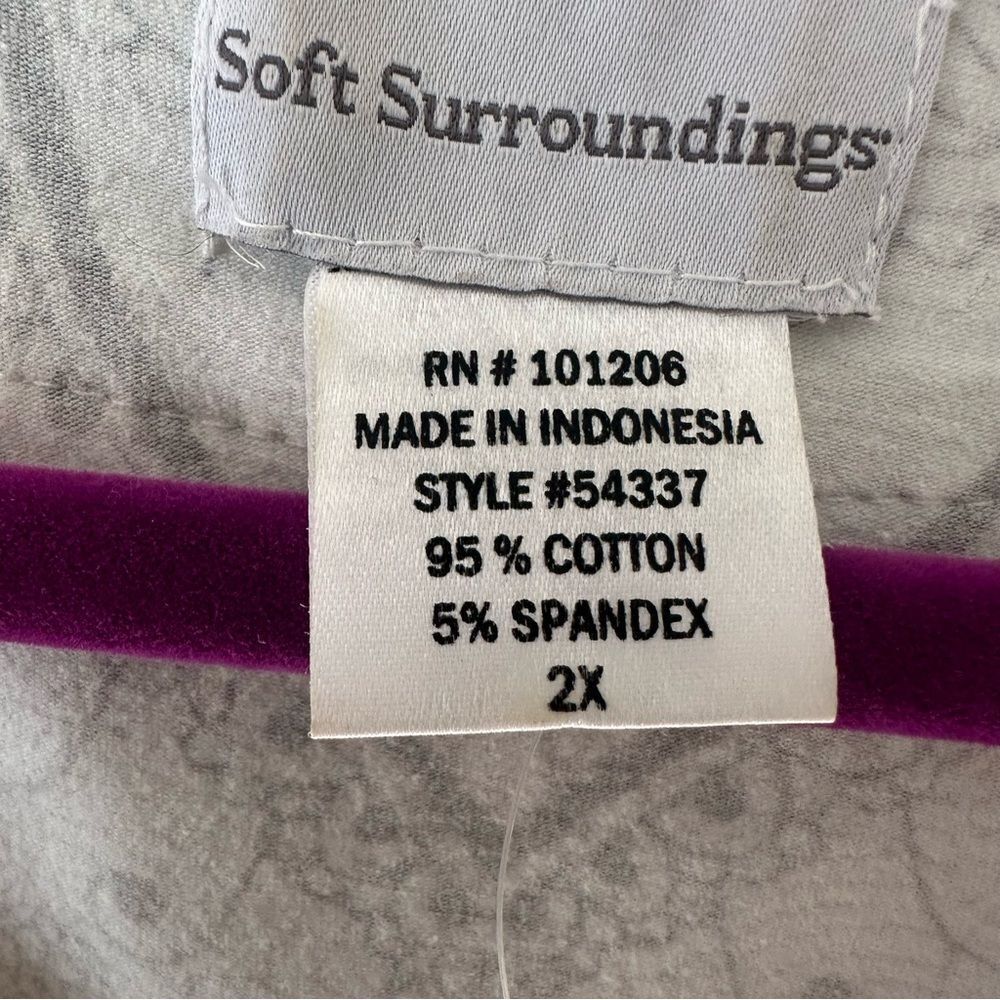 Soft Surroundings
RN # 101206
MADE IN INDONESIA
STYLE #54337
95 % COTTON
5% SPANDEX
2X